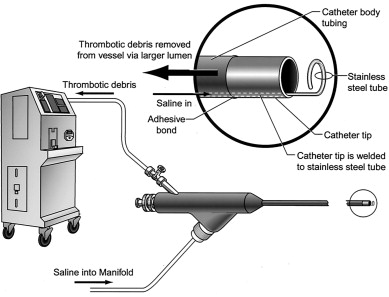 Catheter body
tubing
Thrombotic debris removed
from vessel via larger lumen
Thrombotic debris
Stainless
steel tube
Saline in
Adhesive
bond
Catheter tip
Catheter tip is welded
to stainless steel tube
Saline into Manifold